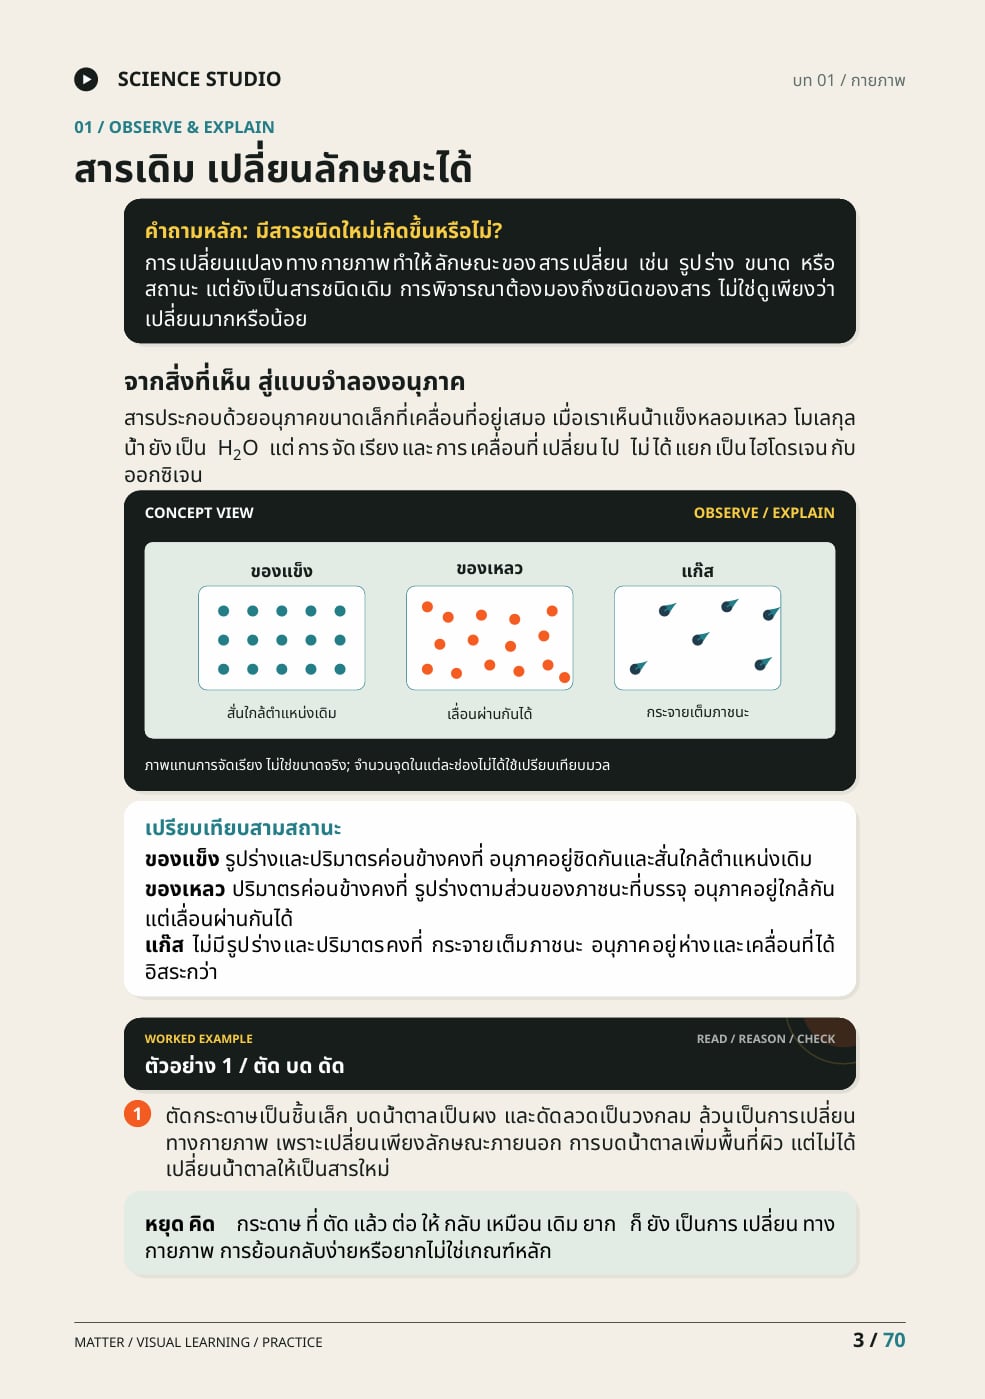 SCIENCE STUDIO
บท 01 / กายภาพ
01 / OBSERVE & EXPLAIN
สารเดิม เปลี่ยนลักษณะได้
คำถามหลัก: มีสารชนิดใหม่เกิดขึ้นหรือไม่?
การเปลี่ยนแปลงทางกายภาพทำให้ลักษณะของสารเปลี่ยน เช่น รูปร่าง ขนาด หรือ
สถานะ แต่ยังเป็นสารชนิดเดิม การพิจารณาต้องมองถึงชนิดของสาร ไม่ใช่ดูเพียงว่า
เปลี่ยนมากหรือน้อย
จากสิ่งที่เห็น สู่แบบจำลองอนุภาค
สารประกอบด้วยอนุภาคขนาดเล็กที่เคลื่อนที่อยู่เสมอ เมื่อเราเห็นน้ำแข็งหลอมเหลว โมเลกุล
น้ำยังเป็น H₂O แต่การจัดเรียงและการเคลื่อนที่เปลี่ยนไป ไม่ได้แยกเป็นไฮโดรเจนกับ
ออกซิเจน
CONCEPT VIEW
OBSERVE / EXPLAIN
ของแข็ง
ของเหลว
แก๊ส
สั่นใกล้ตำแหน่งเดิม
เลื่อนผ่านกันได้
กระจายเต็มภาชนะ
ภาพแทนการจัดเรียง ไม่ใช่ขนาดจริง; จำนวนจุดในแต่ละช่องไม่ได้ใช้เปรียบเทียบมวล
เปรียบเทียบสามสถานะ
ของแข็ง รูปร่างและปริมาตรค่อนข้างคงที่ อนุภาคอยู่ชิดกันและสั่นใกล้ตำแหน่งเดิม
ของเหลว ปริมาตรค่อนข้างคงที่ รูปร่างตามส่วนของภาชนะที่บรรจุ อนุภาคอยู่ใกล้กัน
แต่เลื่อนผ่านกันได้
แก๊ส ไม่มีรูปร่างและปริมาตรคงที่ กระจายเต็มภาชนะ อนุภาคอยู่ห่างและเคลื่อนที่ได้
อิสระกว่า
WORKED EXAMPLE
READ / REASON / CHECK
ตัวอย่าง 1 / ตัด บด ดัด
1 ตัดกระดาษเป็นชิ้นเล็ก บดน้ำตาลเป็นผง และดัดลวดเป็นวงกลม ล้วนเป็นการเปลี่ยน
ทางกายภาพ เพราะเปลี่ยนเพียงลักษณะภายนอก การบดน้ำตาลเพิ่มพื้นที่ผิว แต่ไม่ได้
เปลี่ยนน้ำตาลให้เป็นสารใหม่
หยุด คิด กระดาษ ที่ ตัด แล้ว ต่อ ให้ กลับ เหมือน เดิม ยาก ก็ ยัง เป็นการ เปลี่ยน ทาง
กายภาพ การย้อนกลับง่ายหรือยากไม่ใช่เกณฑ์หลัก
MATTER / VISUAL LEARNING / PRACTICE
3 / 70